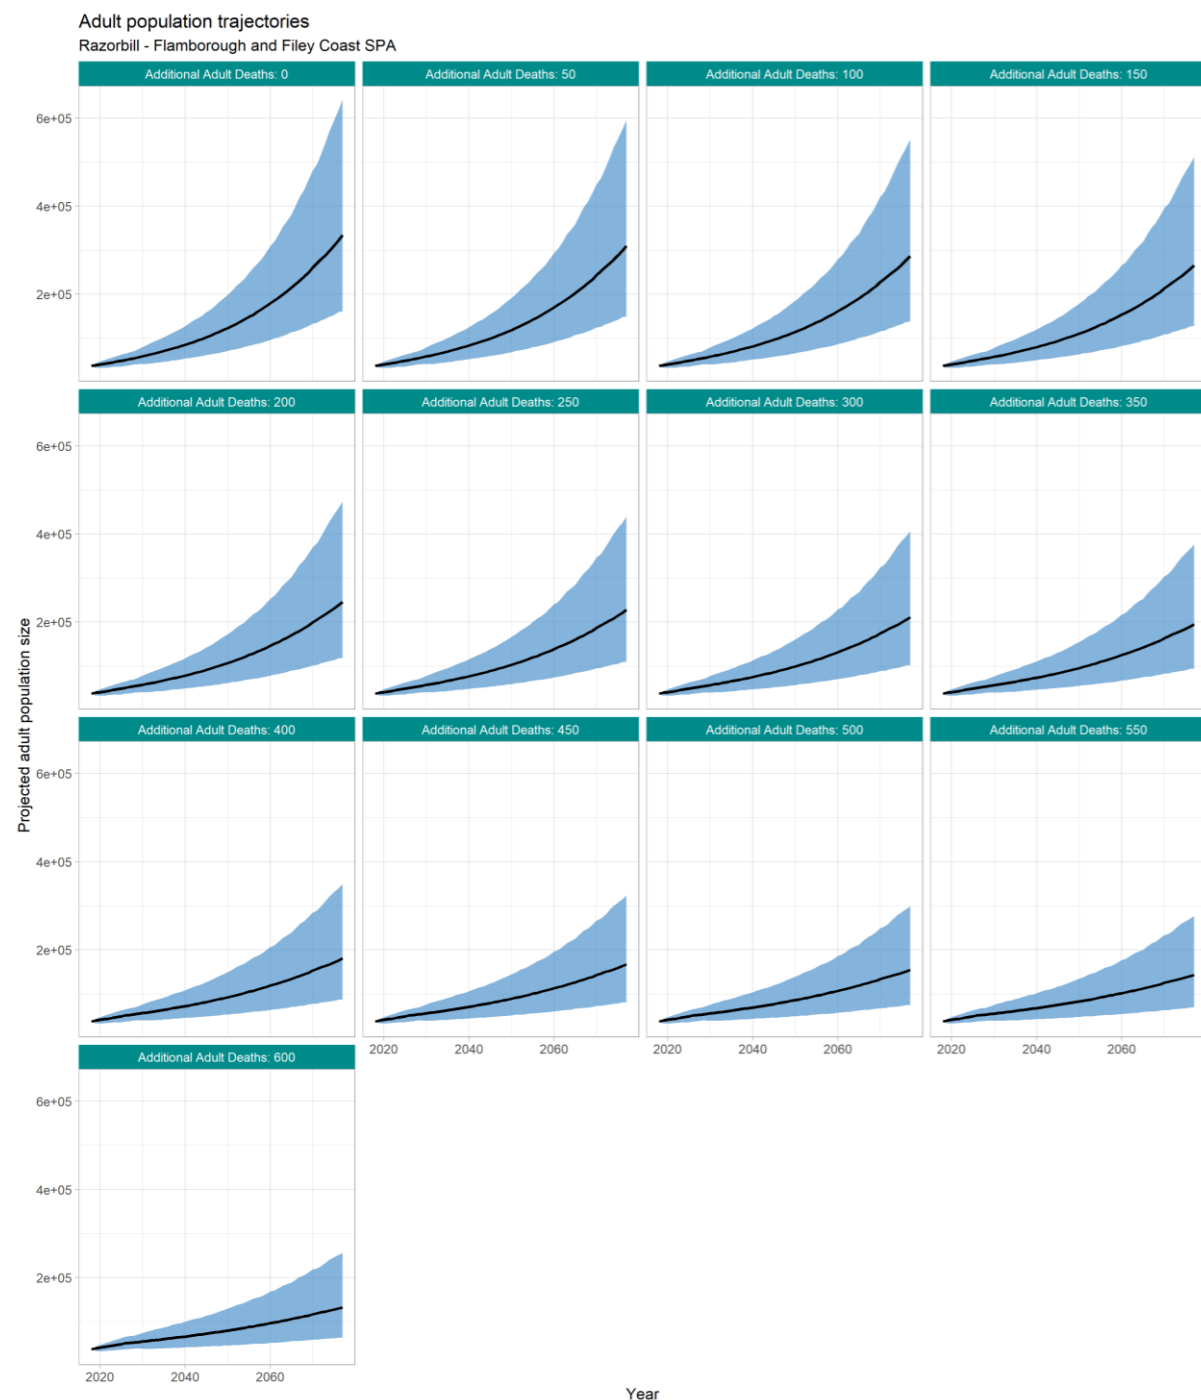 Adult population trajectories
Razorbill - Flamborough and Filey Coast SPA
Additional Adult Deaths: 0
Additional Adult Deaths: 50
Additional Adult Deaths: 100
Additional Adult Deaths: 150
6e+05
4e+05
2e+05
Additional Adult Deaths: 200
Additional Adult Deaths: 250
Additional Adult Deaths: 300
Additional Adult Deaths: 350
6e+05
4e+05
2e+05
Projected adult population size
Additional Adult Deaths: 400
Additional Adult Deaths: 450
Additional Adult Deaths: 500
Additional Adult Deaths: 550
6e+05
4e+05
2e+05
2020 2040 2060
2020 2040 2060
2020 2040 2060
Additional Adult Deaths: 600
6e+05
4e+05
2e+05
2020 2040 2060
Year